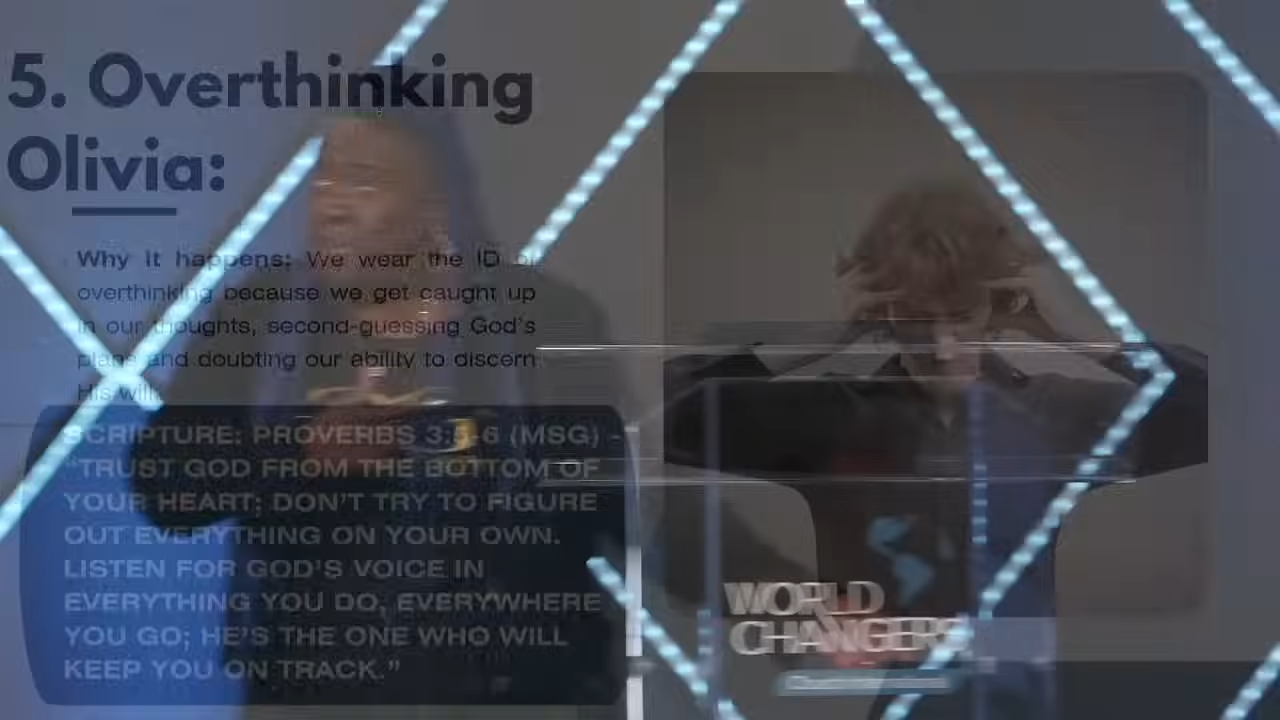 5. Overthinking
Olivia:
Why it happens: We wear the ID of
overthinking because we get caught up
in our thoughts, second-guessing God's
plans and doubting our ability to discern
His will.
SCRIPTURE: PROVERBS 3:5-6 (MSG) -
"TRUST GOD FROM THE BOTTOM OF
YOUR HEART; DON'T TRY TO FIGURE
OUT EVERYTHING ON YOUR OWN.
LISTEN FOR GOD'S VOICE IN
EVERYTHING YOU DO, EVERYWHERE
YOU GO; HE'S THE ONE WHO WILL
KEEP YOU ON TRACK."
WORLD
CHANGERS